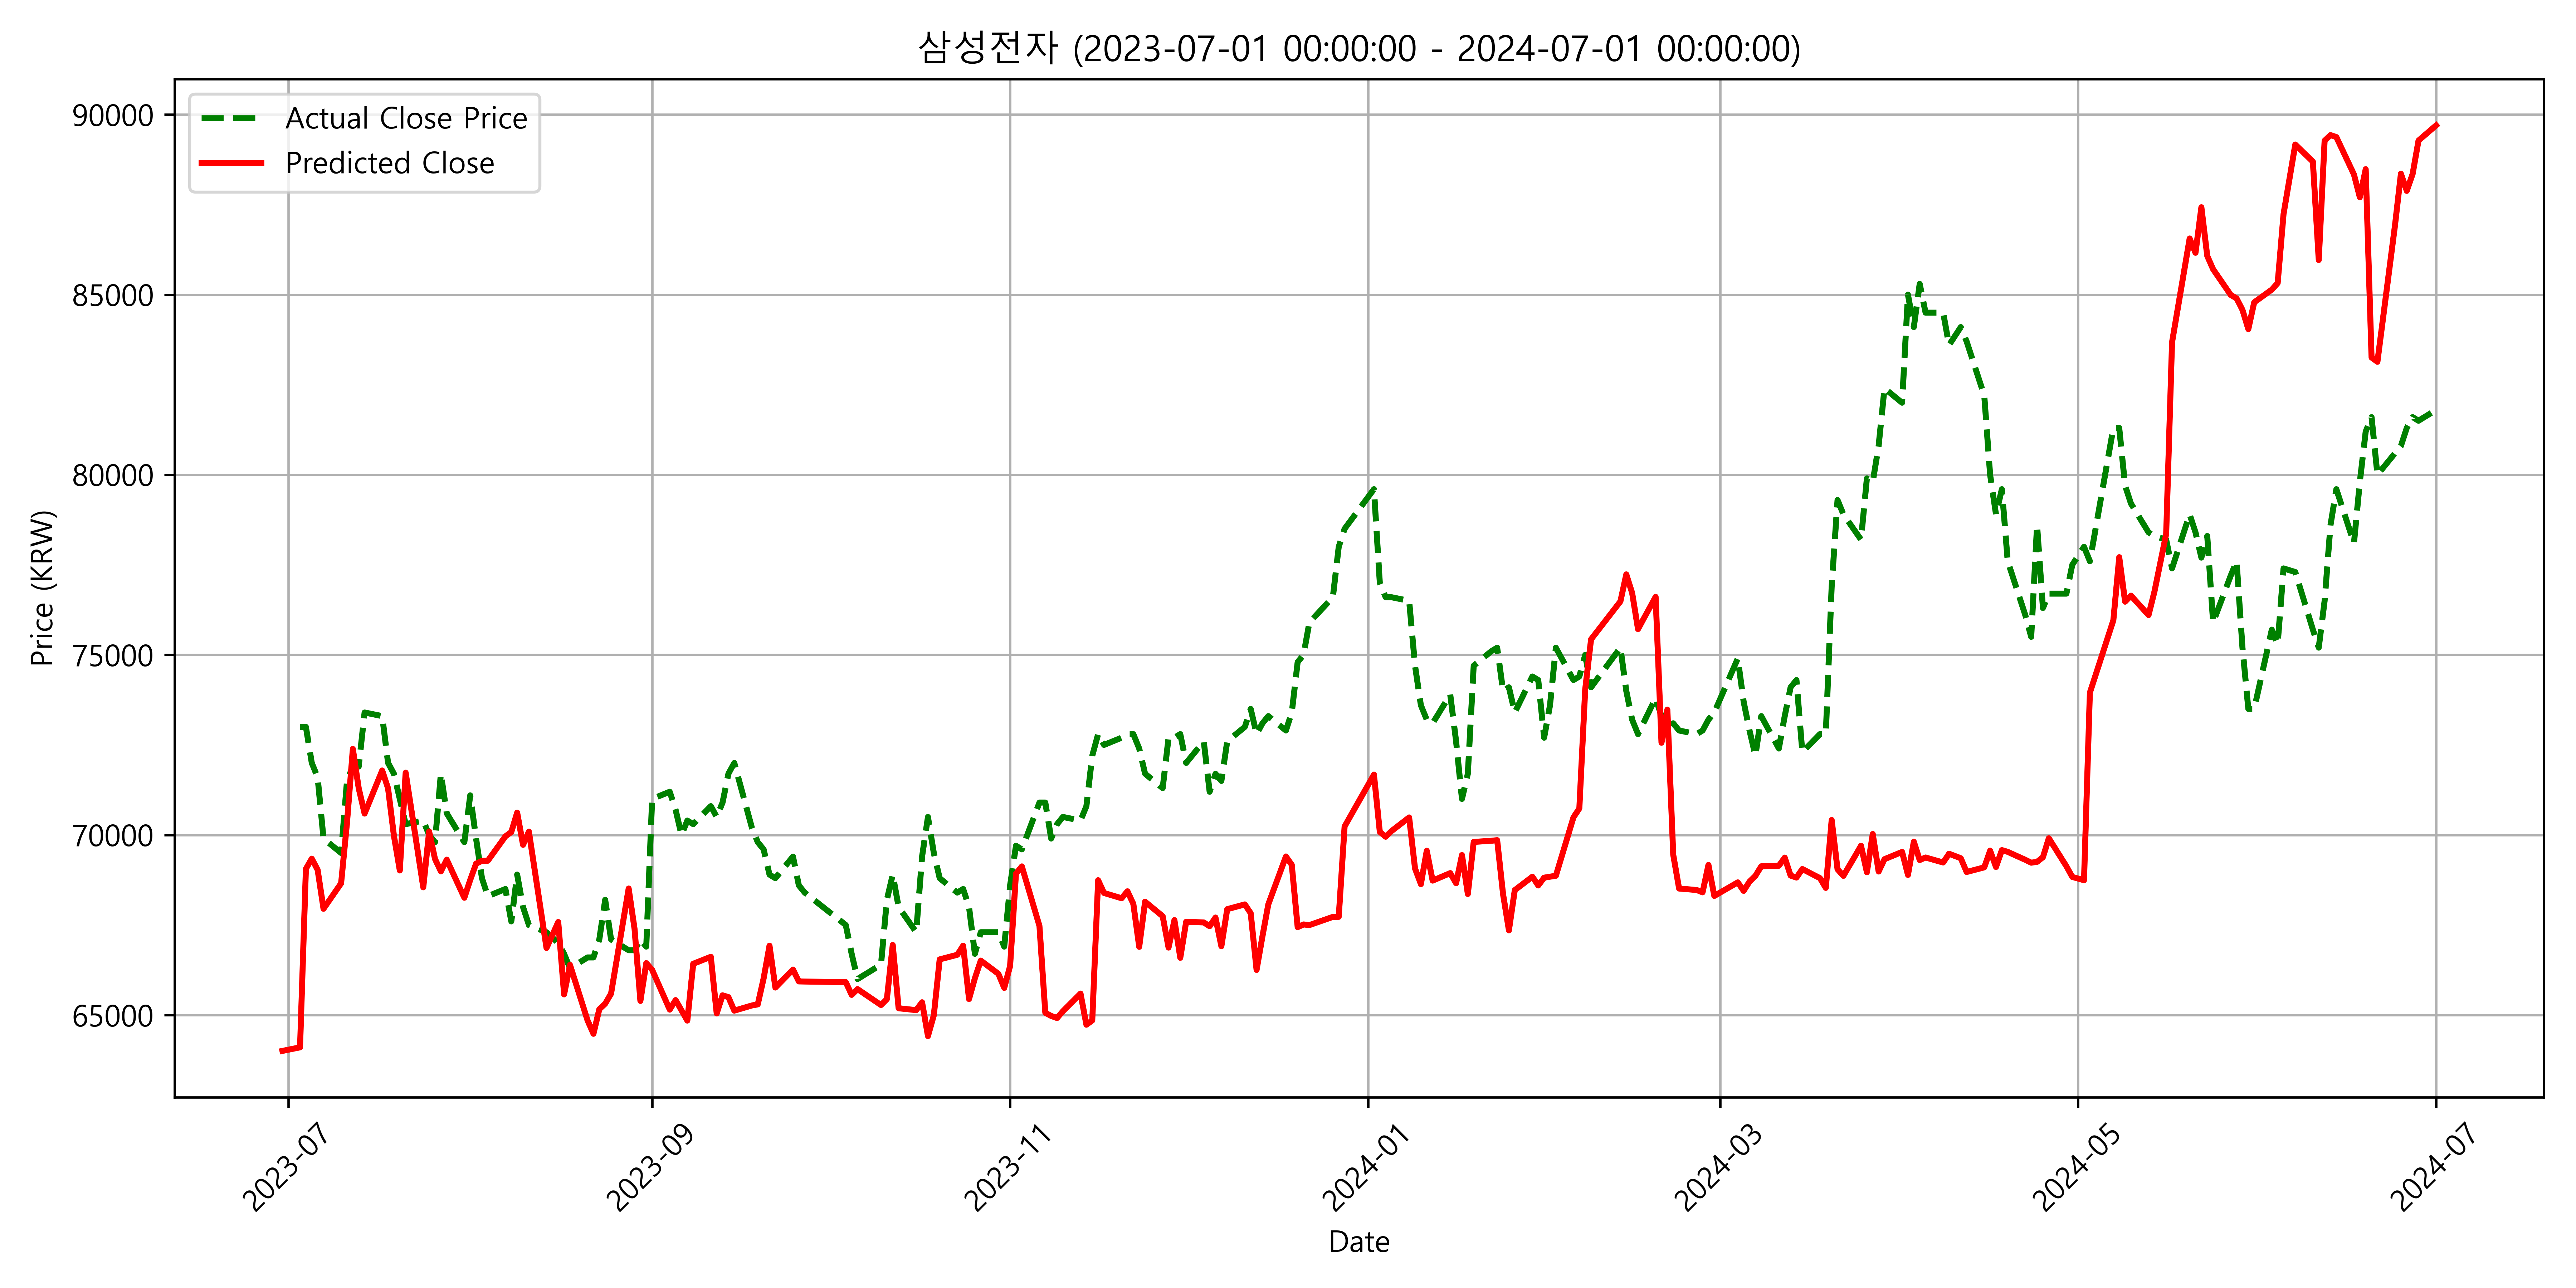 삼성전자 (2023-07-01 00:00:00 - 2024-07-01 00:00:00)
Actual Close Price
Predicted Close
90000
85000
80000
75000
70000
65000
Price (KRW)
2023-07
2023-09
2023-11
2024-01
2024-03
2024-05
2024-07
Date